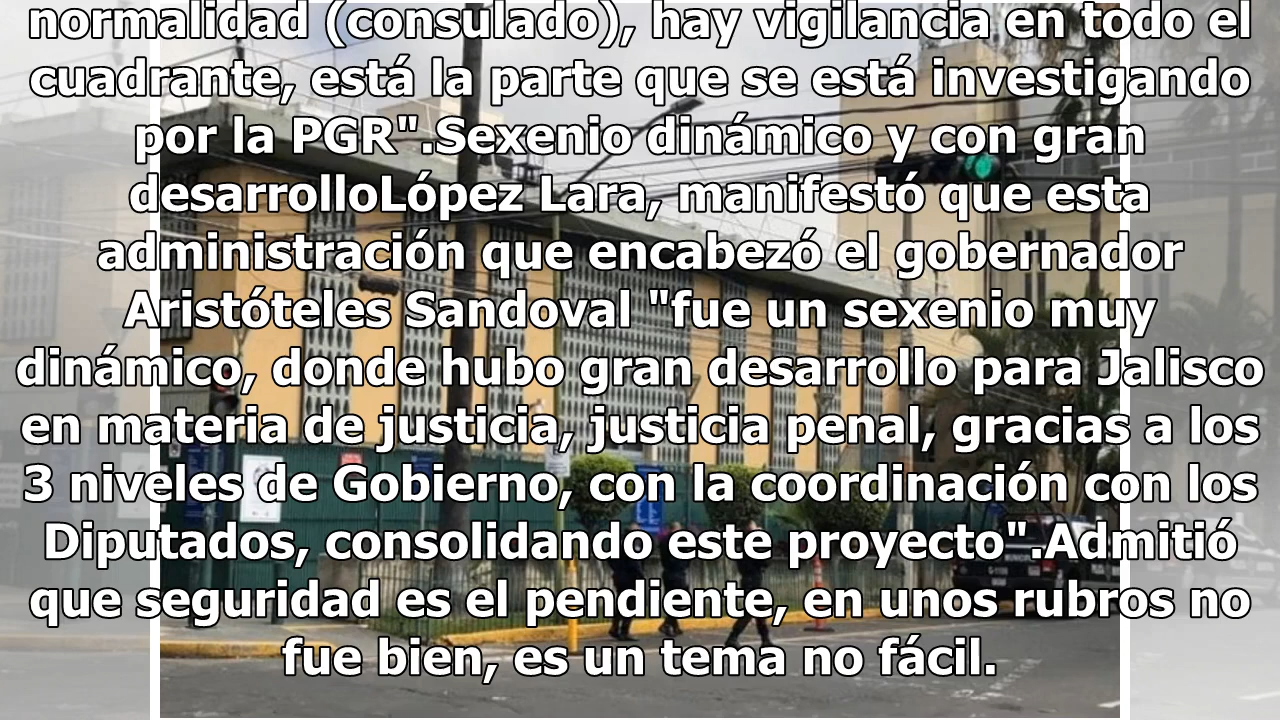 normalidad (consulado), hay vigilancia en todo el
cuadrante, está la parte que se está investigando
por la PGR".Sexenio dinámico y con gran
desarrolloLópez Lara, manifestó que esta
administración que encabezó el gobernador
Aristóteles Sandoval "fue un sexenio muy
dinámico, donde hubo gran desarrollo para Jalisco
en materia de justicia, justicia penal, gracias a los
3 niveles de Gobierno, con la coordinación con los
Diputados, consolidando este proyecto".Admitió
que seguridad es el pendiente, en unos rubros no
fue bien, es un tema no fácil.